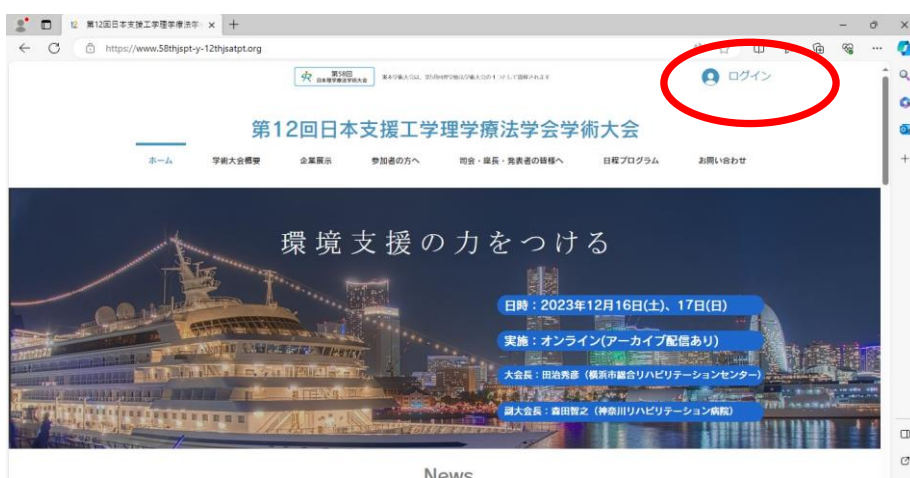 第12回日本支援工学理学療法学
https://www.58thjspt-y-12thjsatpt.org
第58回
日本理学療法学術大会
ログイン
第12回日本支援工学理学療法学会学術大会
ホーム 学術大会概要 企業展示 参加者の方へ 司会・座長・発表者の皆様へ 日程プログラム お問い合わせ
環境支援の力をつける
日時：2023年12月16日(土)、17日(日)
実施：オンライン(アーカイブ配信あり)
大会長：田治秀彦（横浜市総合リハビリテーションセンター）
副大会長：森田智之（神奈川リハビリテーション病院）
News